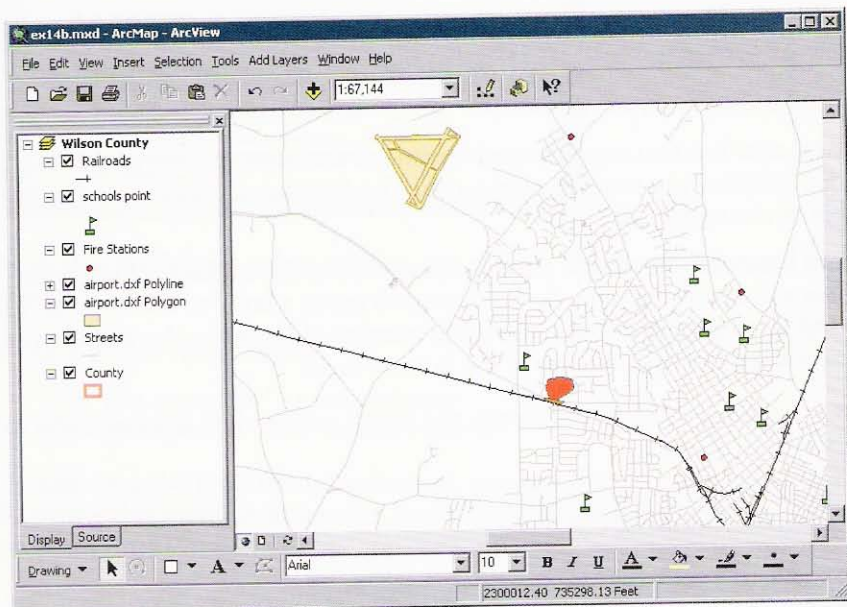 ex14b.mxd - ArcMap - ArcView
File Edit View Insert Selection Tools Add Layers Window Help
1:67,144
Wilson County
Railroads
schools point
Fire Stations
airport.dxf Polyline
airport.dxf Polygon
Streets
County
Display Source
Drawing A Arial 10 B I U A
2300012.40 735298.13 Feet